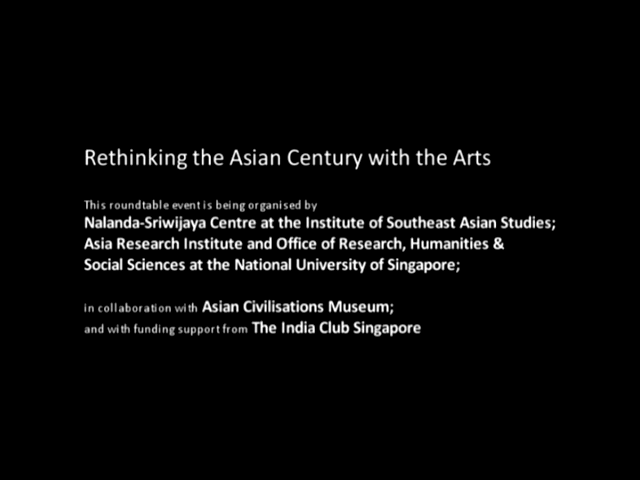 Rethinking the Asian Century with the Arts
This roundtable event is being organised by
Nalanda-Sriwijaya Centre at the Institute of Southeast Asian Studies;
Asia Research Institute and Office of Research, Humanities &
Social Sciences at the National University of Singapore;
in collaboration with Asian Civilisations Museum;
and with funding support from The India Club Singapore